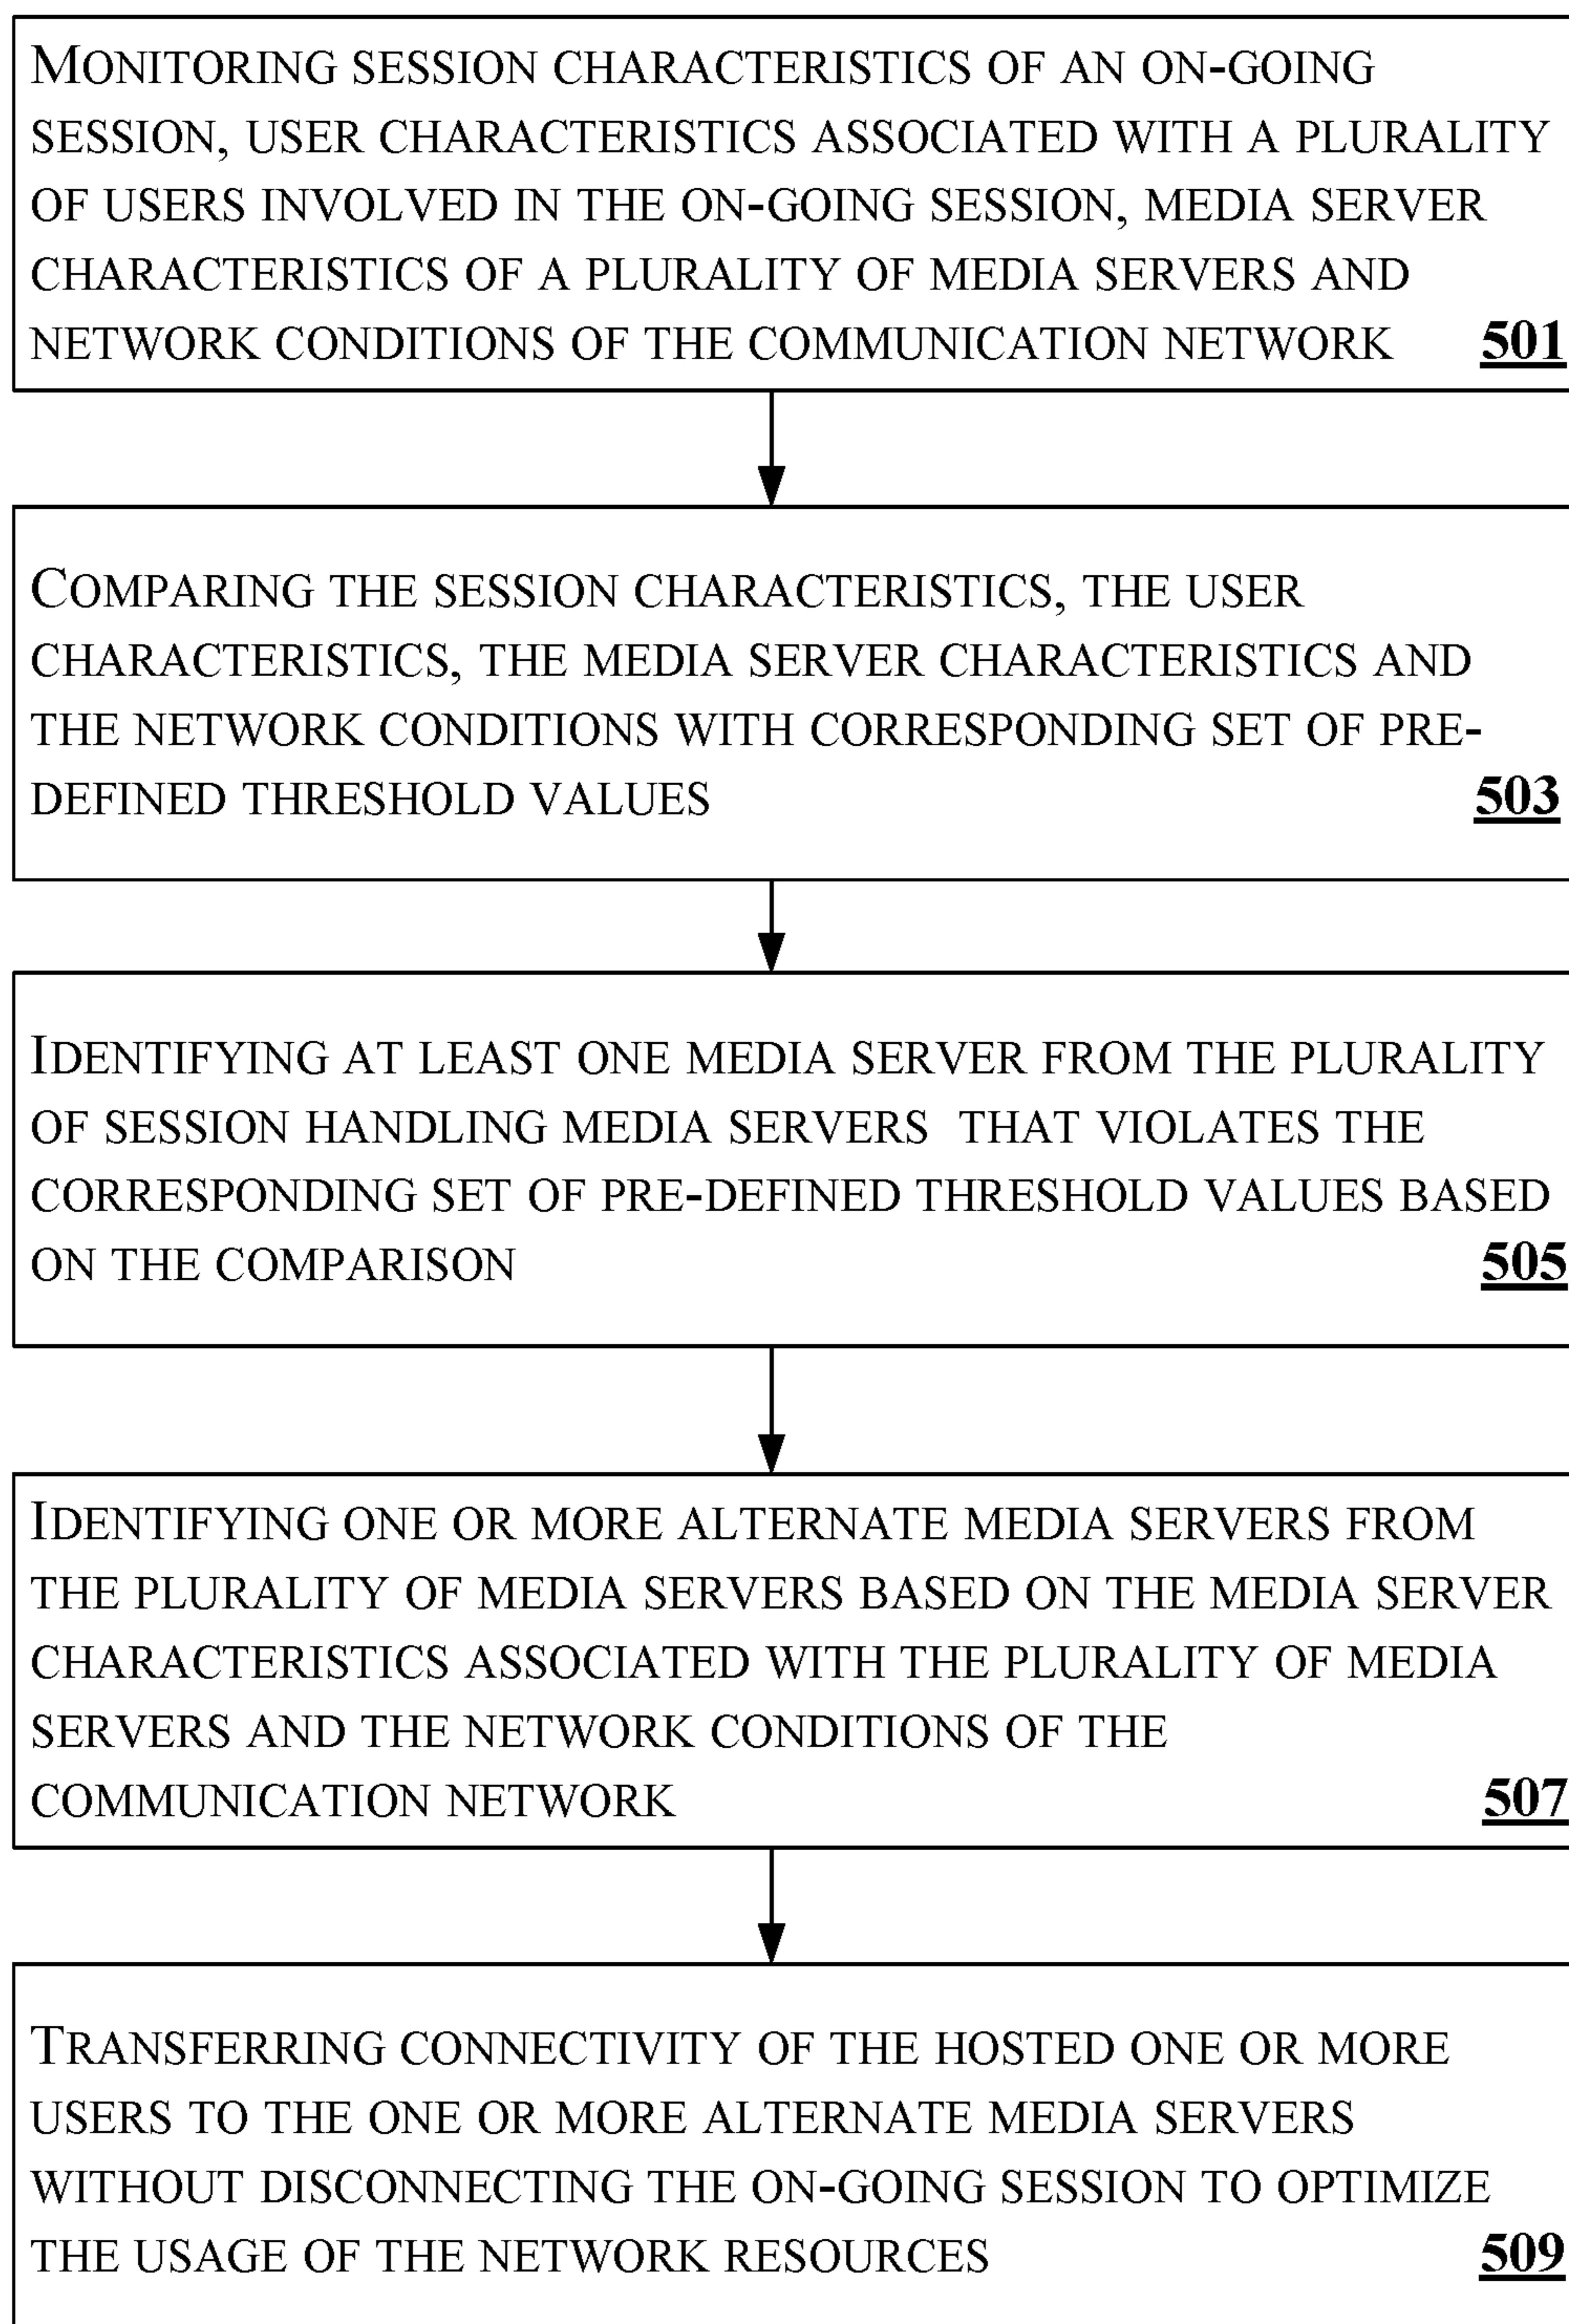 MONITORING SESSION CHARACTERISTICS OF AN ON-GOING
SESSION, USER CHARACTERISTICS ASSOCIATED WITH A PLURALITY
OF USERS INVOLVED IN THE ON-GOING SESSION, MEDIA SERVER
CHARACTERISTICS OF A PLURALITY OF MEDIA SERVERS AND
NETWORK CONDITIONS OF THE COMMUNICATION NETWORK 501
COMPARING THE SESSION CHARACTERISTICS, THE USER
CHARACTERISTICS, THE MEDIA SERVER CHARACTERISTICS AND
THE NETWORK CONDITIONS WITH CORRESPONDING SET OF PRE-
DEFINED THRESHOLD VALUES 503
IDENTIFYING AT LEAST ONE MEDIA SERVER FROM THE PLURALITY
OF SESSION HANDLING MEDIA SERVERS THAT VIOLATES THE
CORRESPONDING SET OF PRE-DEFINED THRESHOLD VALUES BASED
ON THE COMPARISON 505
IDENTIFYING ONE OR MORE ALTERNATE MEDIA SERVERS FROM
THE PLURALITY OF MEDIA SERVERS BASED ON THE MEDIA SERVER
CHARACTERISTICS ASSOCIATED WITH THE PLURALITY OF MEDIA
SERVERS AND THE NETWORK CONDITIONS OF THE
COMMUNICATION NETWORK 507
TRANSFERRING CONNECTIVITY OF THE HOSTED ONE OR MORE
USERS TO THE ONE OR MORE ALTERNATE MEDIA SERVERS
WITHOUT DISCONNECTING THE ON-GOING SESSION TO OPTIMIZE
THE USAGE OF THE NETWORK RESOURCES 509